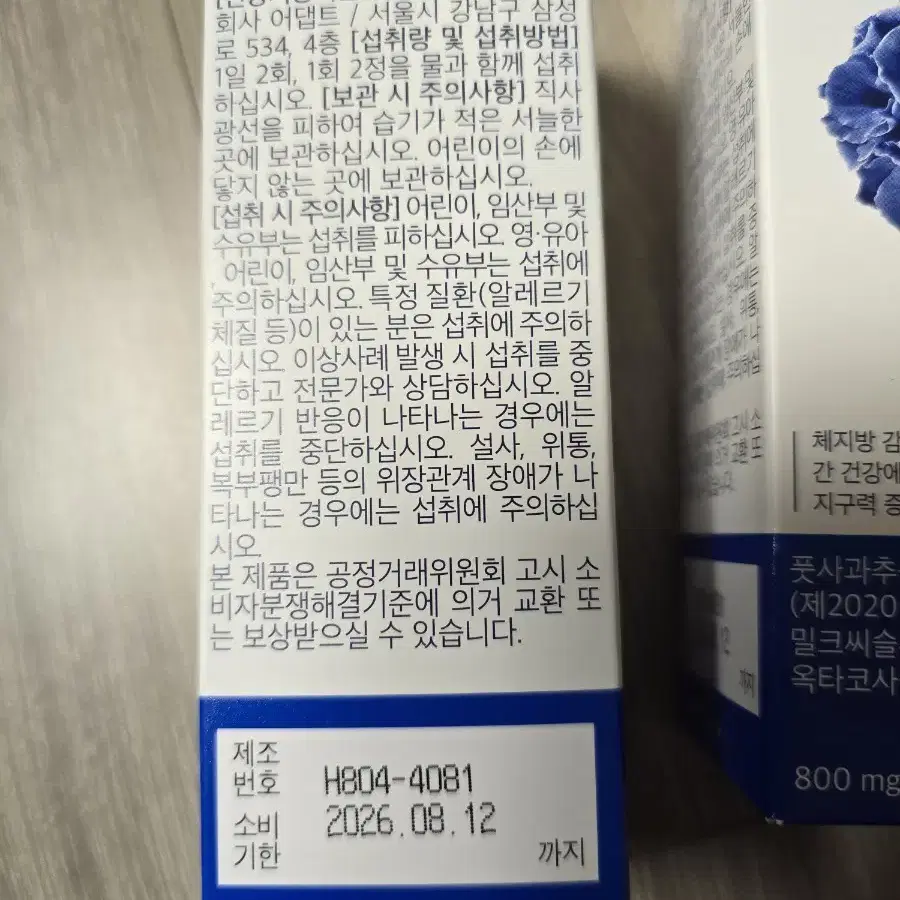 회사 어댑트 / 서울시 강남구 삼성
로 534, 4층 [섭취량 및 섭취방법]
1일 2회, 1회 2정을 물과 함께 섭취
하십시오. [보관 시 주의사항] 직사
광선을 피하여 습기가 적은 서늘한
곳에 보관하십시오. 어린이의 손에
닿지 않는 곳에 보관하십시오.
[섭취 시 주의사항] 어린이, 임산부 및
수유부는 섭취를 피하십시오. 영·유아
, 어린이, 임산부 및 수유부는 섭취에
주의하십시오. 특정 질환(알레르기
체질 등)이 있는 분은 섭취에 주의하
십시오. 이상사례 발생 시 섭취를 중
단하고 전문가와 상담하십시오. 알
레르기 반응이 나타나는 경우에는
섭취를 중단하십시오. 설사, 위통,
복부팽만 등의 위장관계 장애가 나
타나는 경우에는 섭취에 주의하십
시오.
본 제품은 공정거래위원회 고시 소
비자분쟁해결기준에 의거 교환 또
는 보상받으실 수 있습니다.
제조
번호 H804-4081
소비 2026.08.12
기한 까지
체지방 감
간 건강에
지구력 증
풋사과추
(제2020
밀크씨슬
옥타코사
800 mg
까지